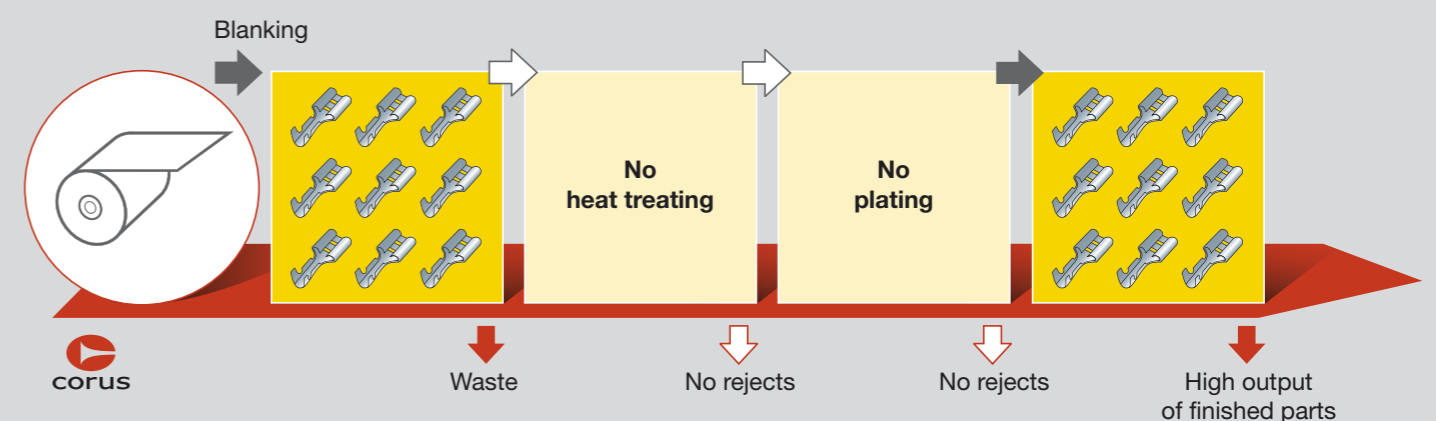 Blanking
No
heat treating
No
plating
corus
Waste
No rejects
No rejects
High output
of finished parts